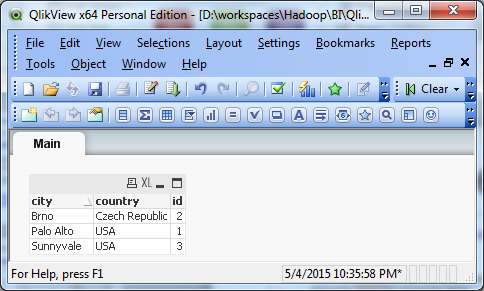 QlikView x64 Personal Edition - [D:\workspaces\Hadoop\BI\Qli...
File Edit View Selections Layout Settings Bookmarks Reports
Tools Object Window Help
Clear
Main
XL
city country id
Brno Czech Republic 2
Palo Alto USA 1
Sunnyvale USA 3
For Help, press F1 5/4/2015 10:35:58 PM*